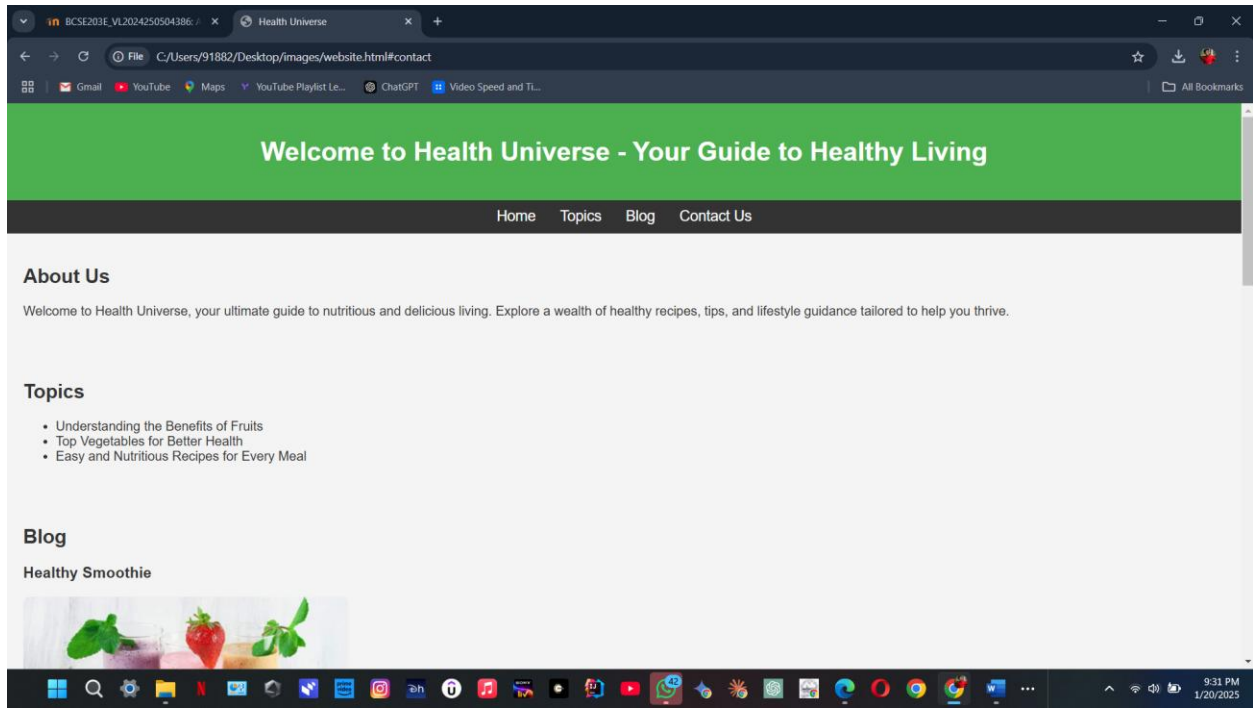 BCSE203E_VL2024250504386: A
Health Universe
File C:/Users/91882/Desktop/images/website.html#contact
Gmail YouTube Maps YouTube Playlist Le... ChatGPT Video Speed and Ti... All Bookmarks
Welcome to Health Universe - Your Guide to Healthy Living
Home Topics Blog Contact Us
About Us
Welcome to Health Universe, your ultimate guide to nutritious and delicious living. Explore a wealth of healthy recipes, tips, and lifestyle guidance tailored to help you thrive.
Topics
• Understanding the Benefits of Fruits
• Top Vegetables for Better Health
• Easy and Nutritious Recipes for Every Meal
Blog
Healthy Smoothie
42
9:31 PM
1/20/2025